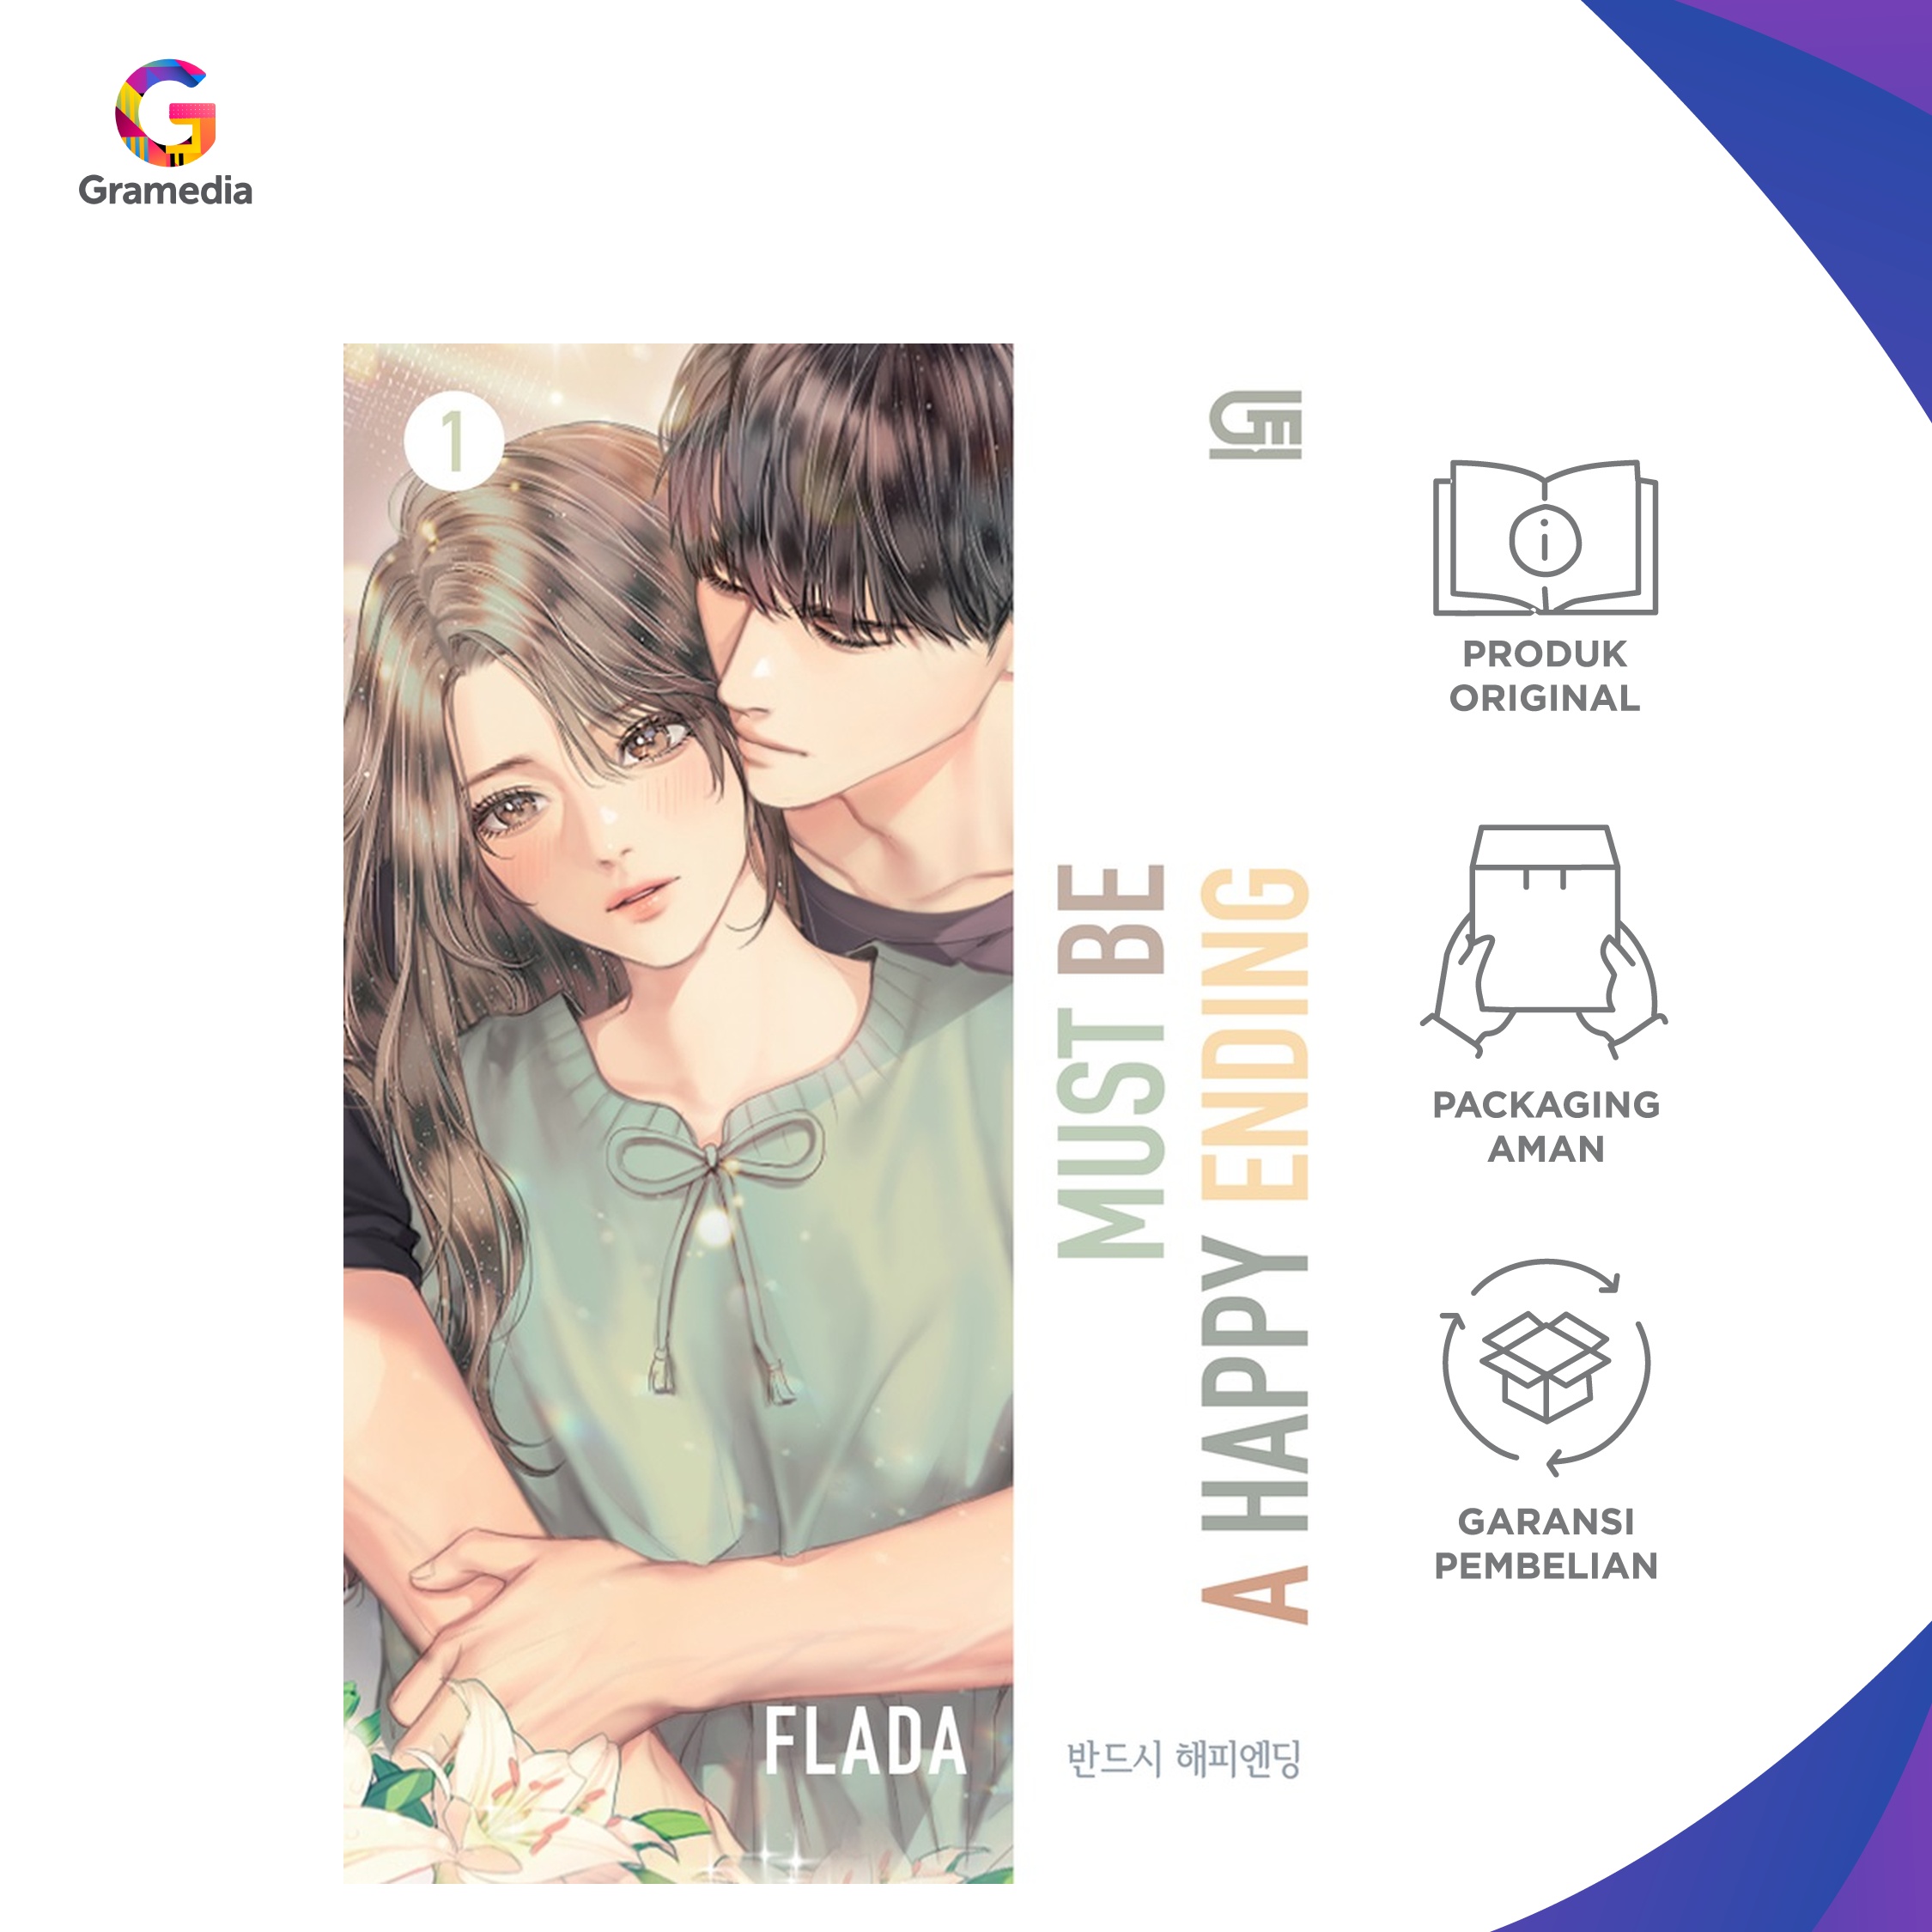 Gramedia
1
MUST BE
A HAPPY ENDING
FLADA
반드시 해피엔딩
PRODUK
ORIGINAL
PACKAGING
AMAN
GARANSI
PEMBELIAN